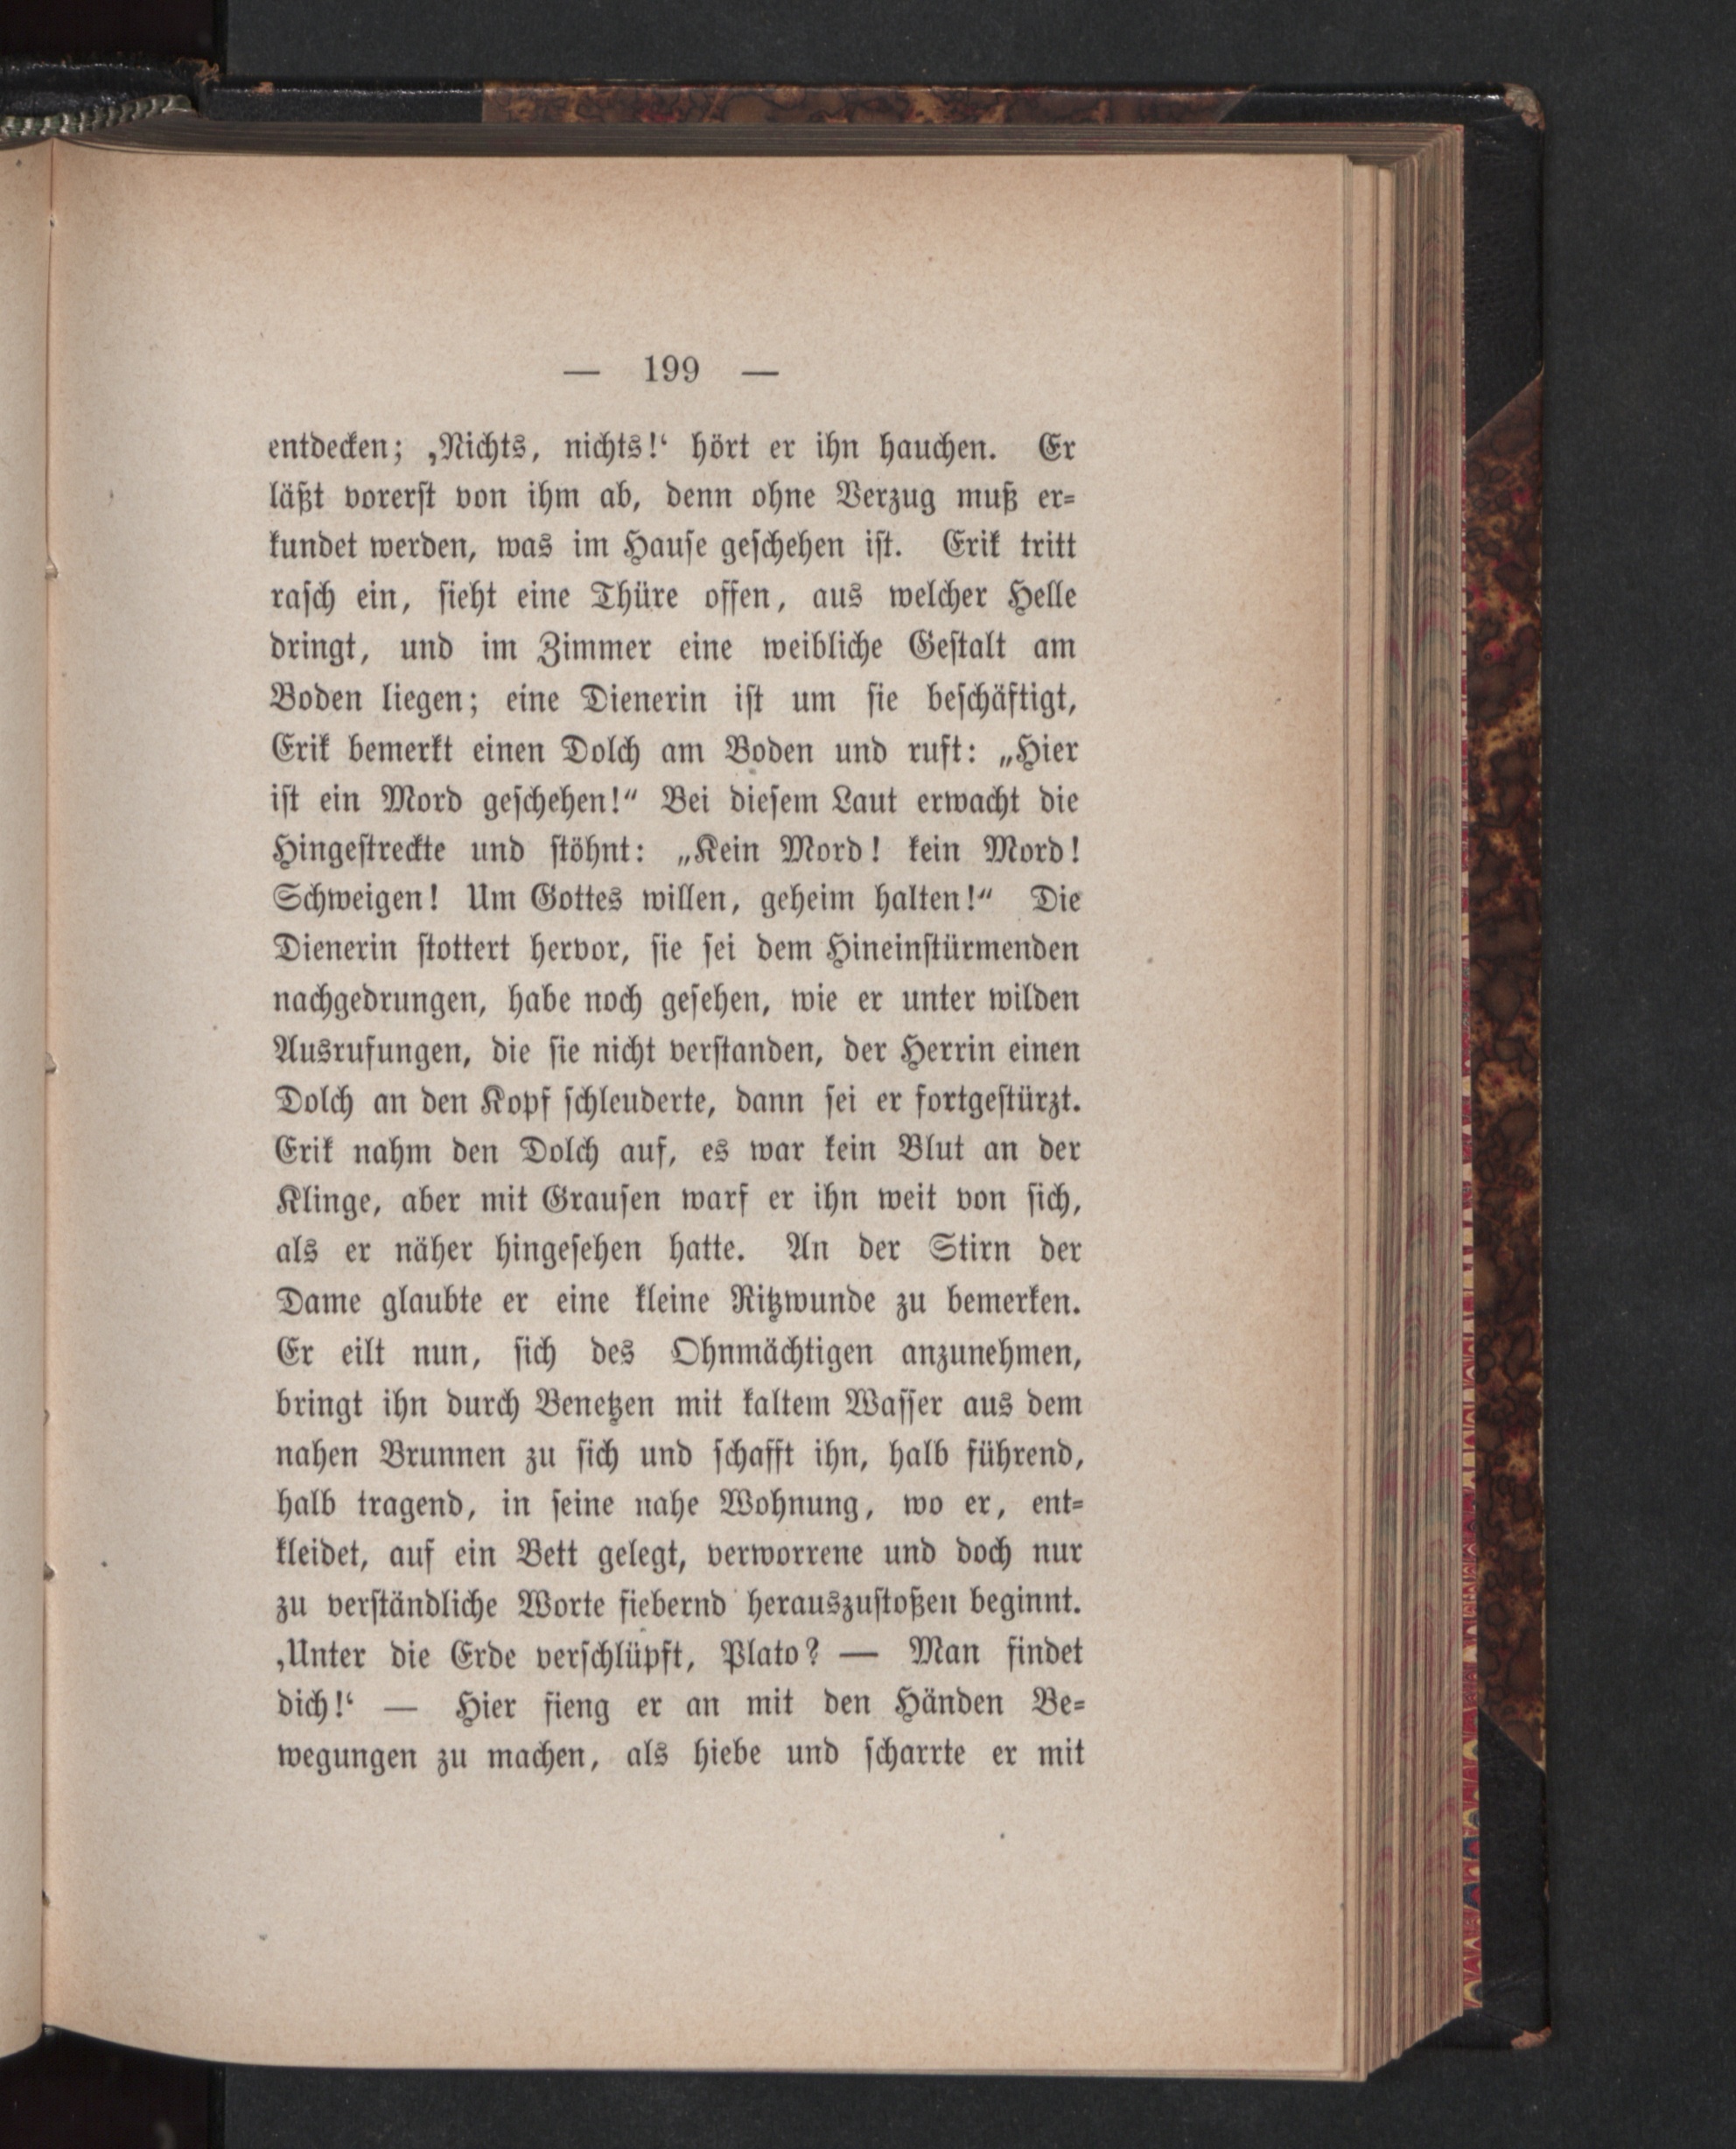 — 199 —
entdecken; ‚Nichts, nichts!‘ hört er ihn hauchen. Er
läßt vorerst von ihm ab, denn ohne Verzug muß er-
kundet werden, was im Hause geschehen ist. Erik tritt
rasch ein, sieht eine Thüre offen, aus welcher Helle
dringt, und im Zimmer eine weibliche Gestalt am
Boden liegen; eine Dienerin ist um sie beschäftigt,
Erik bemerkt einen Dolch am Boden und ruft: „Hier
ist ein Mord geschehen!“ Bei diesem Laut erwacht die
Hingestreckte und stöhnt: „Kein Mord! kein Mord!
Schweigen! Um Gottes willen, geheim halten!“ Die
Dienerin stottert hervor, sie sei dem Hineinstürmenden
nachgedrungen, habe noch gesehen, wie er unter wilden
Ausrufungen, die sie nicht verstanden, der Herrin einen
Dolch an den Kopf schleuderte, dann sei er fortgestürzt.
Erik nahm den Dolch auf, es war kein Blut an der
Klinge, aber mit Grausen warf er ihn weit von sich,
als er näher hingesehen hatte. An der Stirn der
Dame glaubte er eine kleine Ritzwunde zu bemerken.
Er eilt nun, sich des Ohnmächtigen anzunehmen,
bringt ihn durch Benetzen mit kaltem Wasser aus dem
nahen Brunnen zu sich und schafft ihn, halb führend,
halb tragend, in seine nahe Wohnung, wo er, ent-
kleidet, auf ein Bett gelegt, verworrene und doch nur
zu verständliche Worte fiebernd herauszustoßen beginnt.
‚Unter die Erde verschlüpft, Plato? — Man findet
dich!‘ — Hier fieng er an mit den Händen Be-
wegungen zu machen, als hiebe und scharrte er mit